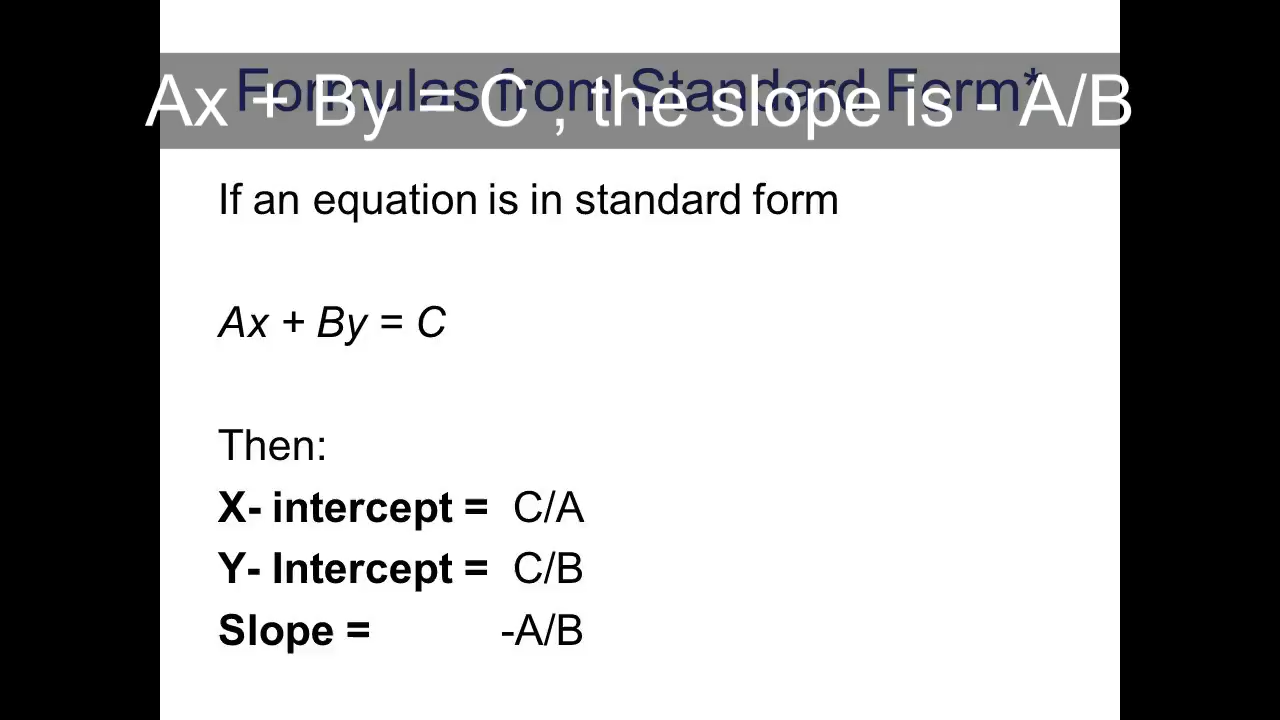 Formulas from Standard Form*
Ax + By = C , the slope is - A/B
If an equation is in standard form
Ax + By = C
Then:
X- intercept = C/A
Y- Intercept = C/B
Slope = -A/B